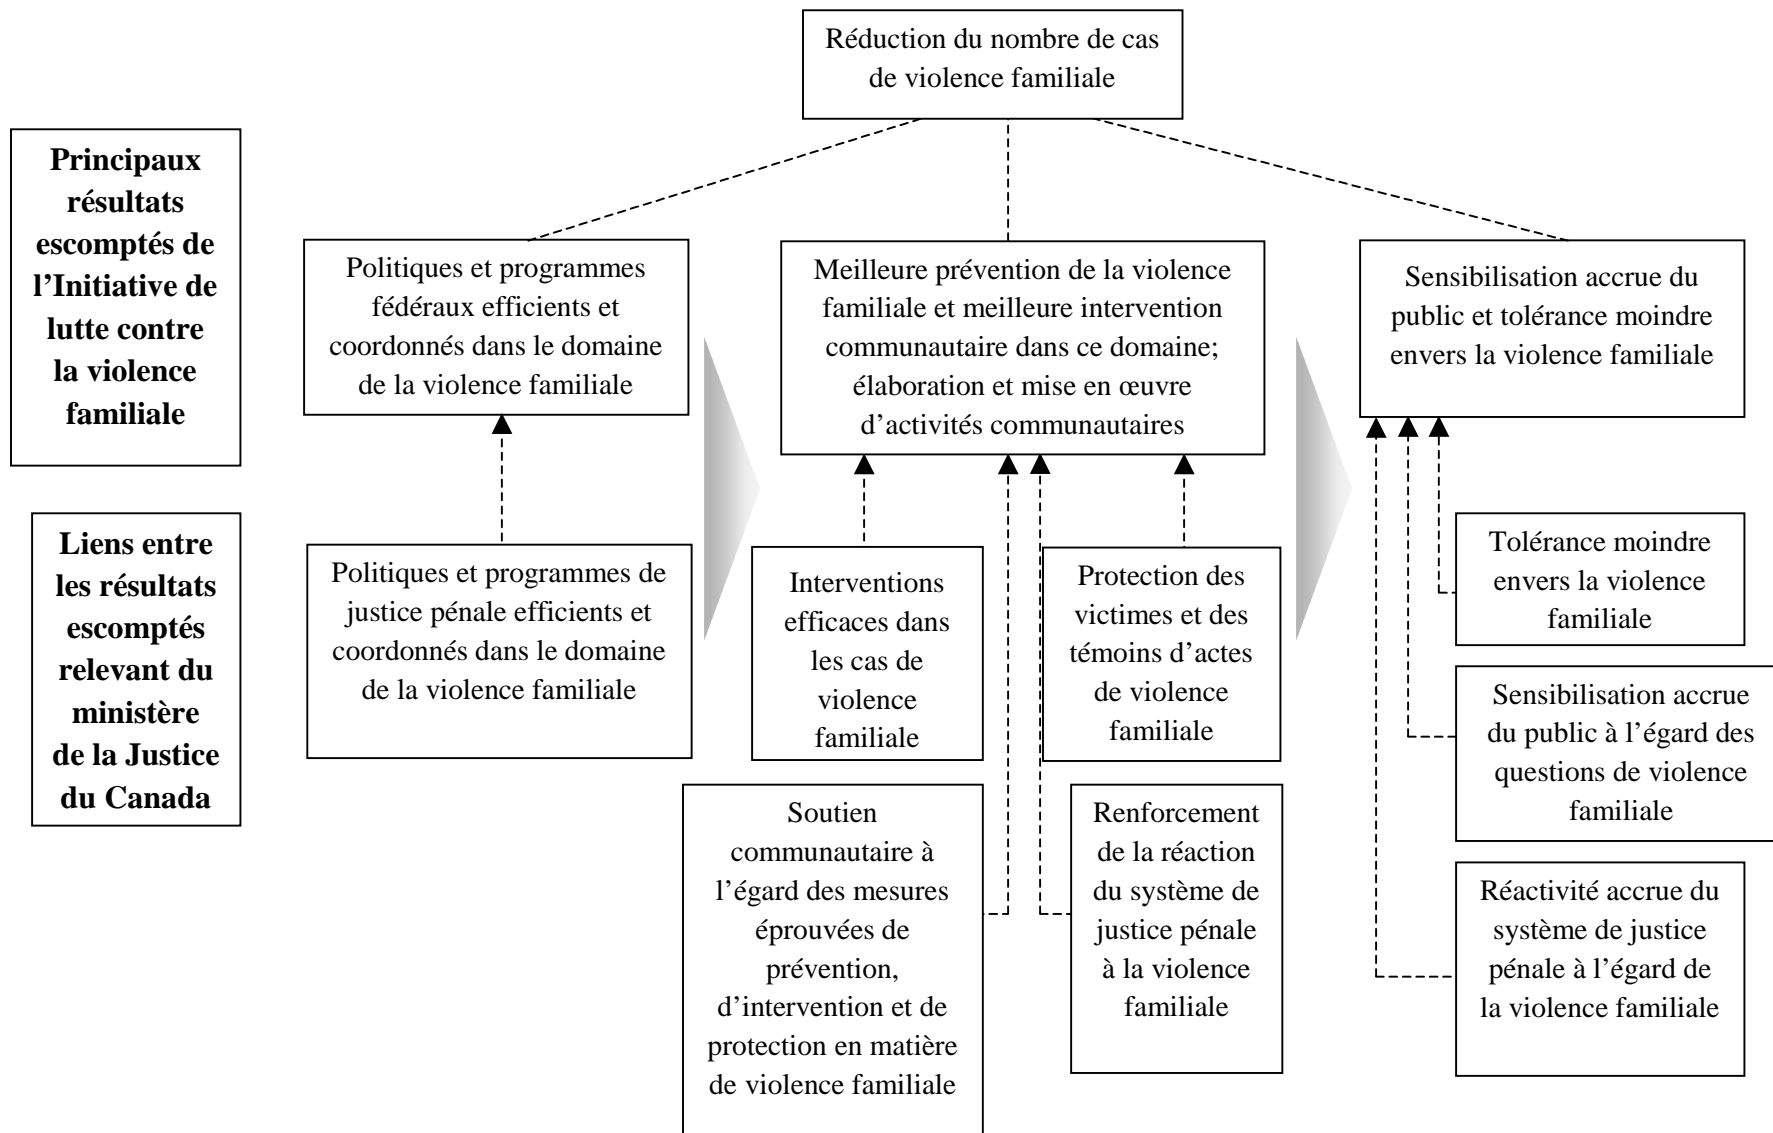 Réduction du nombre de cas
de violence familiale
Principaux
résultats
escomptés de
l’Initiative de
lutte contre
la violence
familiale
Politiques et programmes
fédéraux efficients et
coordonnés dans le domaine
de la violence familiale
Meilleure prévention de la violence
familiale et meilleure intervention
communautaire dans ce domaine;
élaboration et mise en œuvre
d’activités communautaires
Sensibilisation accrue du
public et tolérance moindre
envers la violence familiale
Liens entre
les résultats
escomptés
relevant du
ministère
de la Justice
du Canada
Politiques et programmes de
justice pénale efficients et
coordonnés dans le domaine
de la violence familiale
Interventions
efficaces dans
les cas de
violence
familiale
Protection des
victimes et des
témoins d’actes
de violence
familiale
Tolérance moindre
envers la violence
familiale
Sensibilisation accrue
du public à l’égard des
questions de violence
familiale
Soutien
communautaire à
l’égard des mesures
éprouvées de
prévention,
d’intervention et de
protection en matière
de violence familiale
Renforcement
de la réaction
du système de
justice pénale
à la violence
familiale
Réactivité accrue du
système de justice
pénale à l’égard de
la violence familiale